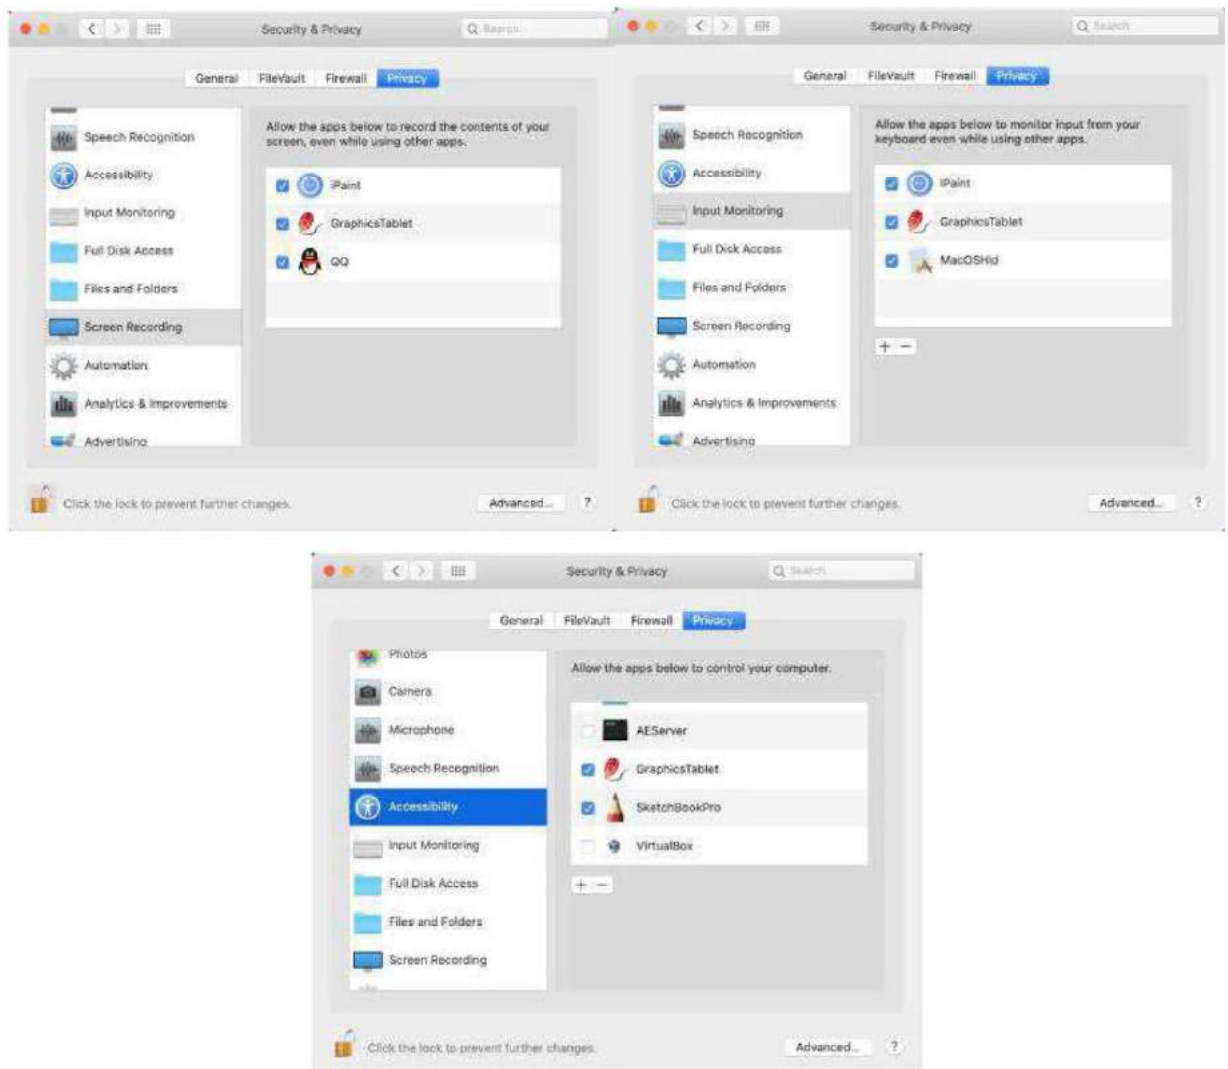 Security & Privacy
Search
General FileVault Firewall Privacy
Speech Recognition
Accessibility
Input Monitoring
Full Disk Access
Files and Folders
Screen Recording
Automation
Analytics & Improvements
Advertising
Allow the apps below to record the contents of your
screen, even while using other apps.
iPaint
GraphicsTablet
QQ
Click the lock to prevent further changes.
Advanced...
?
Security & Privacy
Search
General FileVault Firewall Privacy
Speech Recognition
Accessibility
Input Monitoring
Full Disk Access
Files and Folders
Screen Recording
Automation
Analytics & Improvements
Advertising
Allow the apps below to monitor input from your
keyboard even while using other apps.
iPaint
GraphicsTablet
MacOSHid
+ −
Click the lock to prevent further changes.
Advanced...
?
Security & Privacy
Search
General FileVault Firewall Privacy
Photos
Camera
Microphone
Speech Recognition
Accessibility
Input Monitoring
Full Disk Access
Files and Folders
Screen Recording
Allow the apps below to control your computer.
AEServer
GraphicsTablet
SketchBookPro
VirtualBox
+ −
Click the lock to prevent further changes.
Advanced...
?